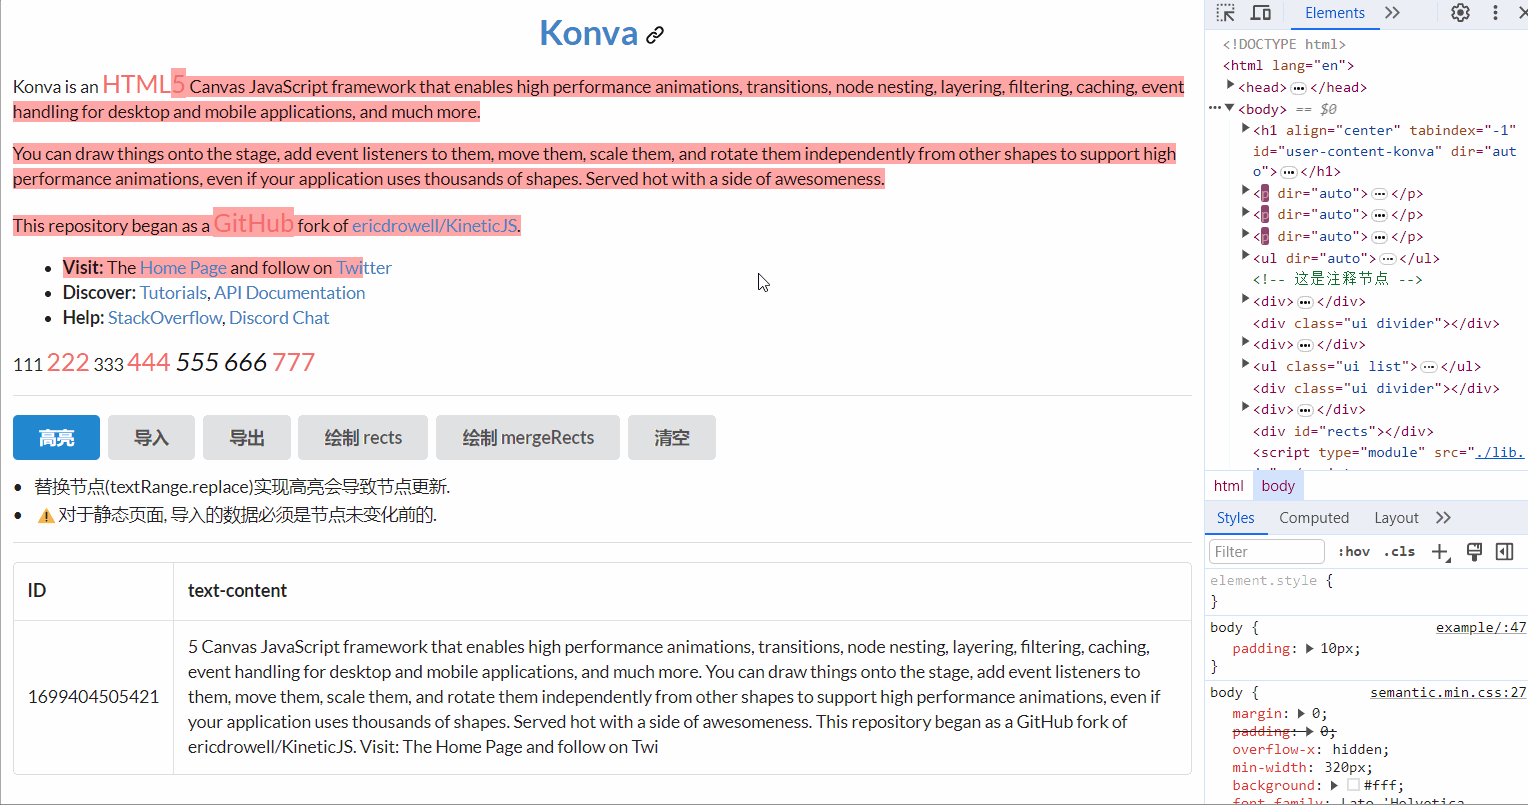 Konva
Konva is an HTML5 Canvas JavaScript framework that enables high performance animations, transitions, node nesting, layering, filtering, caching, event
handling for desktop and mobile applications, and much more.
You can draw things onto the stage, add event listeners to them, move them, scale them, and rotate them independently from other shapes to support high
performance animations, even if your application uses thousands of shapes. Served hot with a side of awesomeness.
This repository began as a GitHub fork of ericdrowell/KineticJS.
• Visit: The Home Page and follow on Twitter
• Discover: Tutorials, API Documentation
• Help: StackOverflow, Discord Chat
111 222 333 444 555 666 777
高亮 导入 导出 绘制 rects 绘制 mergeRects 清空
• 替换节点(textRange.replace)实现高亮会导致节点更新.
• ⚠️ 对于静态页面, 导入的数据必须是节点未变化前的.
ID text-content
1699404505421
5 Canvas JavaScript framework that enables high performance animations, transitions, node nesting, layering, filtering, caching,
event handling for desktop and mobile applications, and much more. You can draw things onto the stage, add event listeners to
them, move them, scale them, and rotate them independently from other shapes to support high performance animations, even if
your application uses thousands of shapes. Served hot with a side of awesomeness. This repository began as a GitHub fork of
ericdrowell/KineticJS. Visit: The Home Page and follow on Twi
Elements
<!DOCTYPE html>
<html lang="en">
<head> ⋯ </head>
<body> == $0
<h1 align="center" tabindex="-1"
id="user-content-konva" dir="aut
o"> ⋯ </h1>
<p dir="auto"> ⋯ </p>
<p dir="auto"> ⋯ </p>
<p dir="auto"> ⋯ </p>
<ul dir="auto"> ⋯ </ul>
<!-- 这是注释节点 -->
<div> ⋯ </div>
<div class="ui divider"></div>
<div> ⋯ </div>
<ul class="ui list"> ⋯ </ul>
<div class="ui divider"></div>
<div> ⋯ </div>
<div id="rects"></div>
<script type="module" src="./lib.
html body
Styles Computed Layout
Filter :hov .cls
element.style {
}
body { example/:47
padding: 10px;
}
body { semantic.min.css:27
margin: 0;
padding: 0;
overflow-x: hidden;
min-width: 320px;
background: #fff;
font-family: Lato,'Helvetica